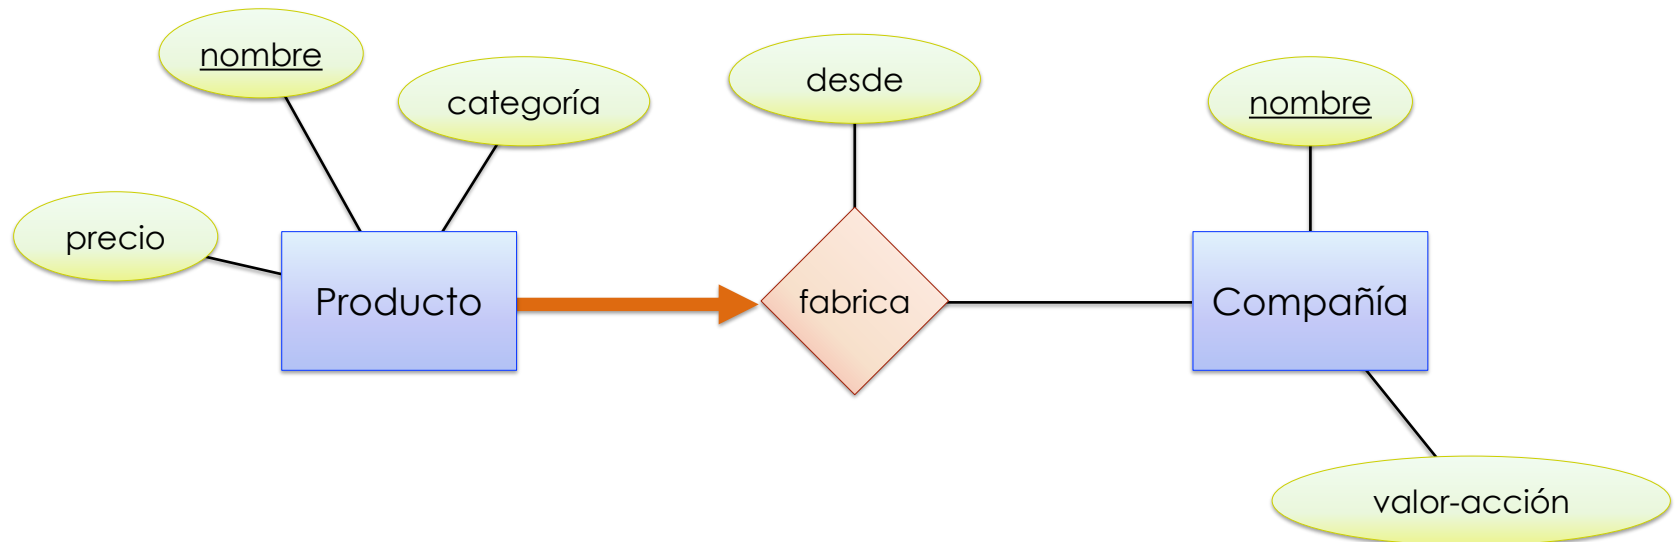 nombre
categoría
desde
nombre
precio
Producto
fabrica
Compañía
valor-acción